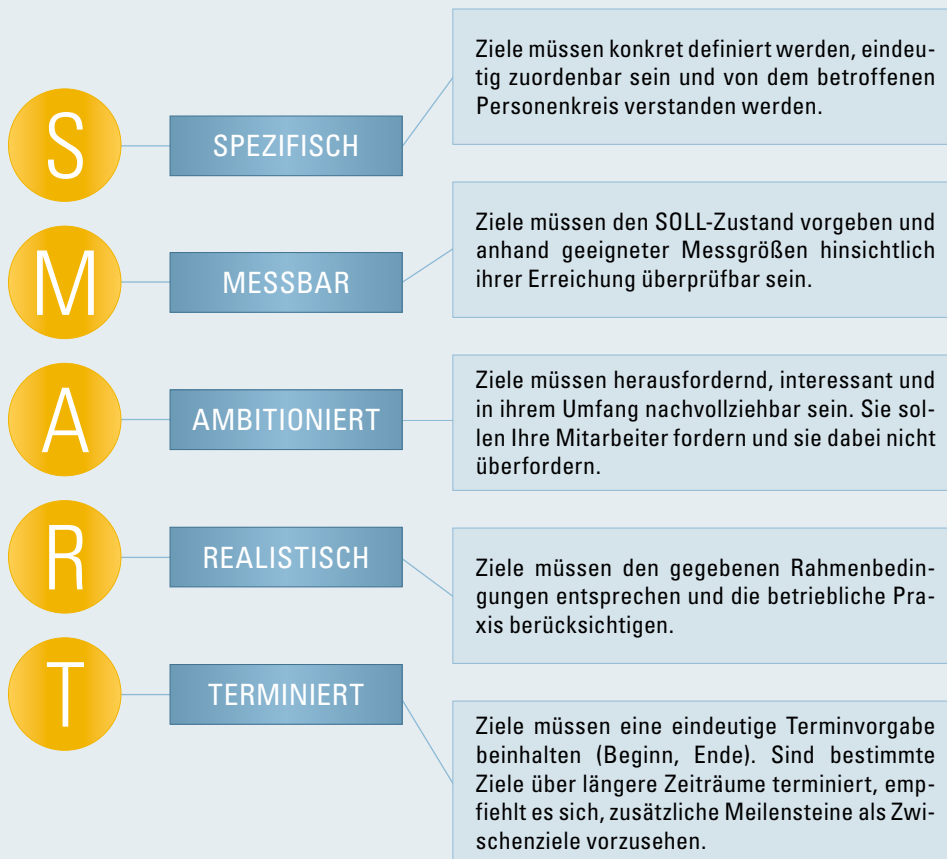 S
SPEZIFISCH
Ziele müssen konkret definiert werden, eindeu-
tig zuordenbar sein und von dem betroffenen
Personenkreis verstanden werden.
M
MESSBAR
Ziele müssen den SOLL-Zustand vorgeben und
anhand geeigneter Messgrößen hinsichtlich
ihrer Erreichung überprüfbar sein.
A
AMBITIONIERT
Ziele müssen herausfordernd, interessant und
in ihrem Umfang nachvollziehbar sein. Sie sol-
len Ihre Mitarbeiter fordern und sie dabei nicht
überfordern.
R
REALISTISCH
Ziele müssen den gegebenen Rahmenbedin-
gungen entsprechen und die betriebliche Pra-
xis berücksichtigen.
T
TERMINIERT
Ziele müssen eine eindeutige Terminvorgabe
beinhalten (Beginn, Ende). Sind bestimmte
Ziele über längere Zeiträume terminiert, emp-
fiehlt es sich, zusätzliche Meilensteine als Zwi-
schenziele vorzusehen.